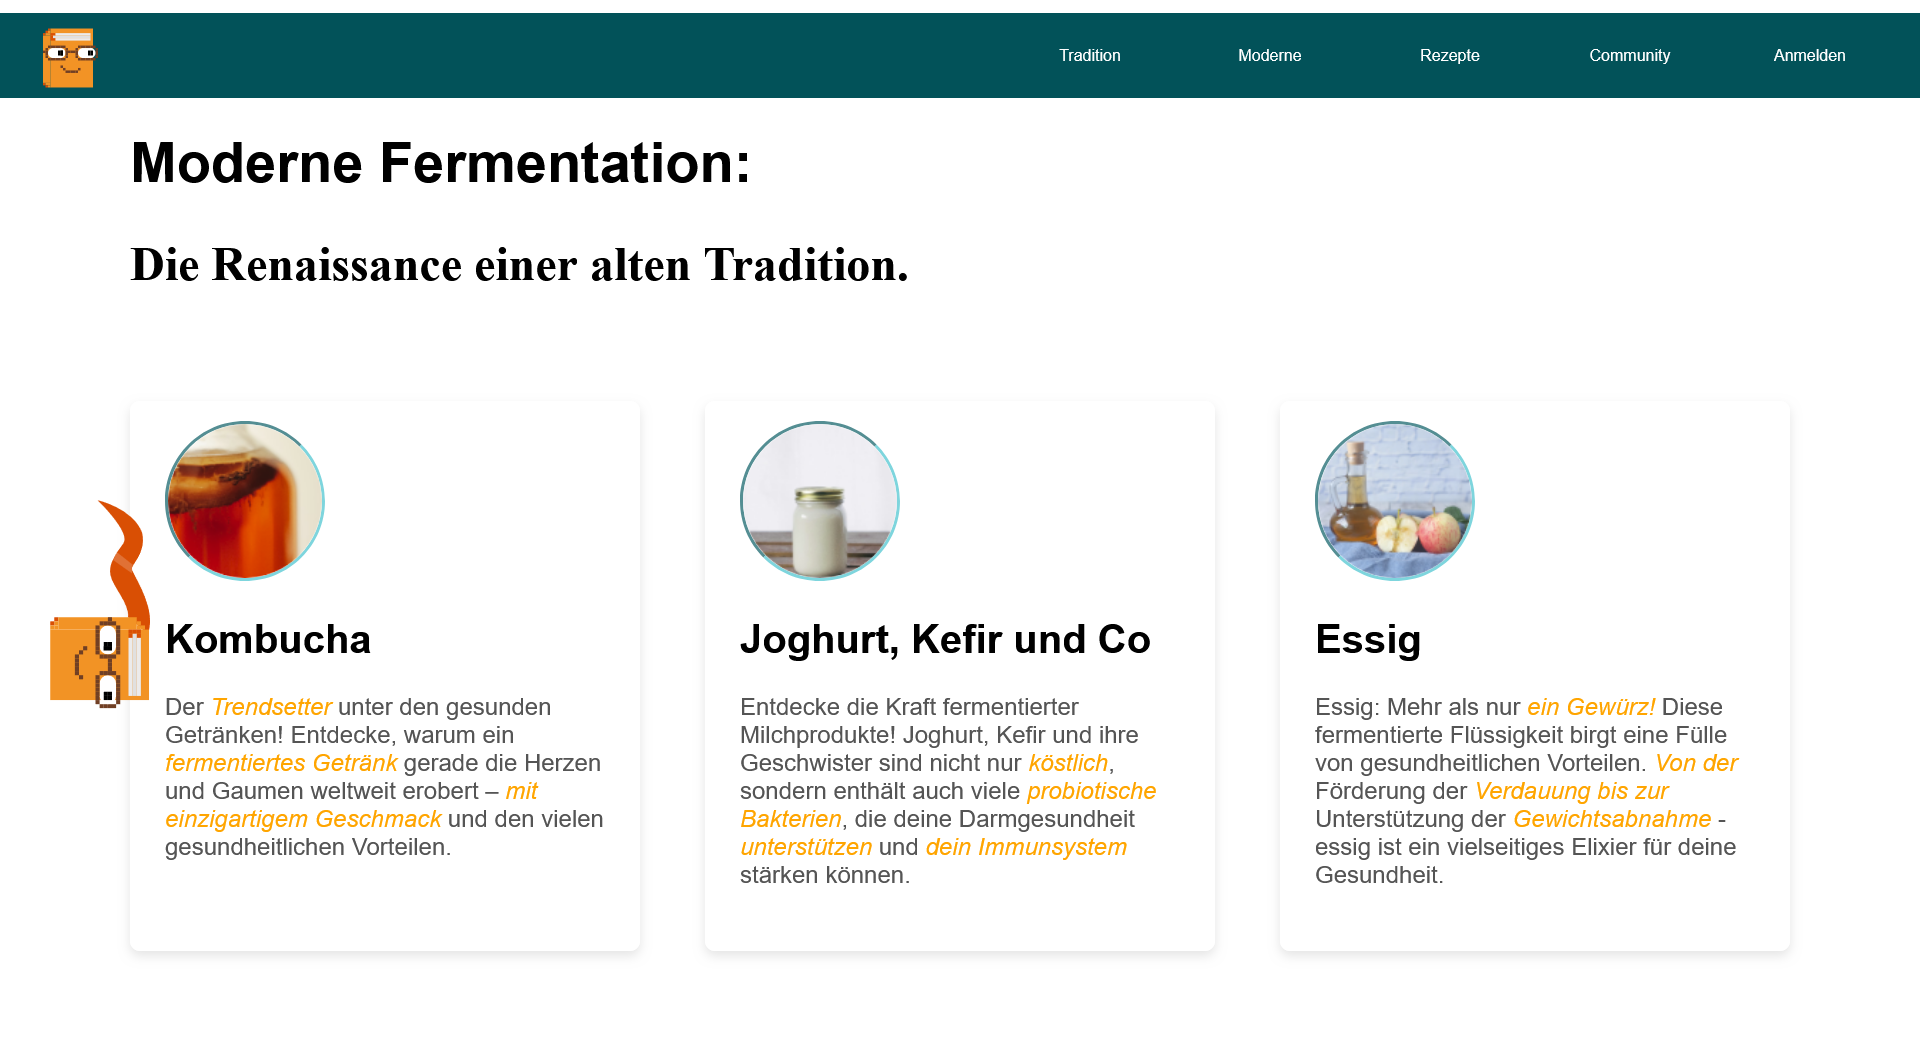 Tradition
Moderne
Rezepte
Community
Anmelden
Moderne Fermentation:
Die Renaissance einer alten Tradition.
Kombucha
Der Trendsetter unter den gesunden
Getränken! Entdecke, warum ein
fermentiertes Getränk gerade die Herzen
und Gaumen weltweit erobert – mit
einzigartigem Geschmack und den vielen
gesundheitlichen Vorteilen.
Joghurt, Kefir und Co
Entdecke die Kraft fermentierter
Milchprodukte! Joghurt, Kefir und ihre
Geschwister sind nicht nur köstlich,
sondern enthält auch viele probiotische
Bakterien, die deine Darmgesundheit
unterstützen und dein Immunsystem
stärken können.
Essig
Essig: Mehr als nur ein Gewürz! Diese
fermentierte Flüssigkeit birgt eine Fülle
von gesundheitlichen Vorteilen. Von der
Förderung der Verdauung bis zur
Unterstützung der Gewichtsabnahme -
essig ist ein vielseitiges Elixier für deine
Gesundheit.